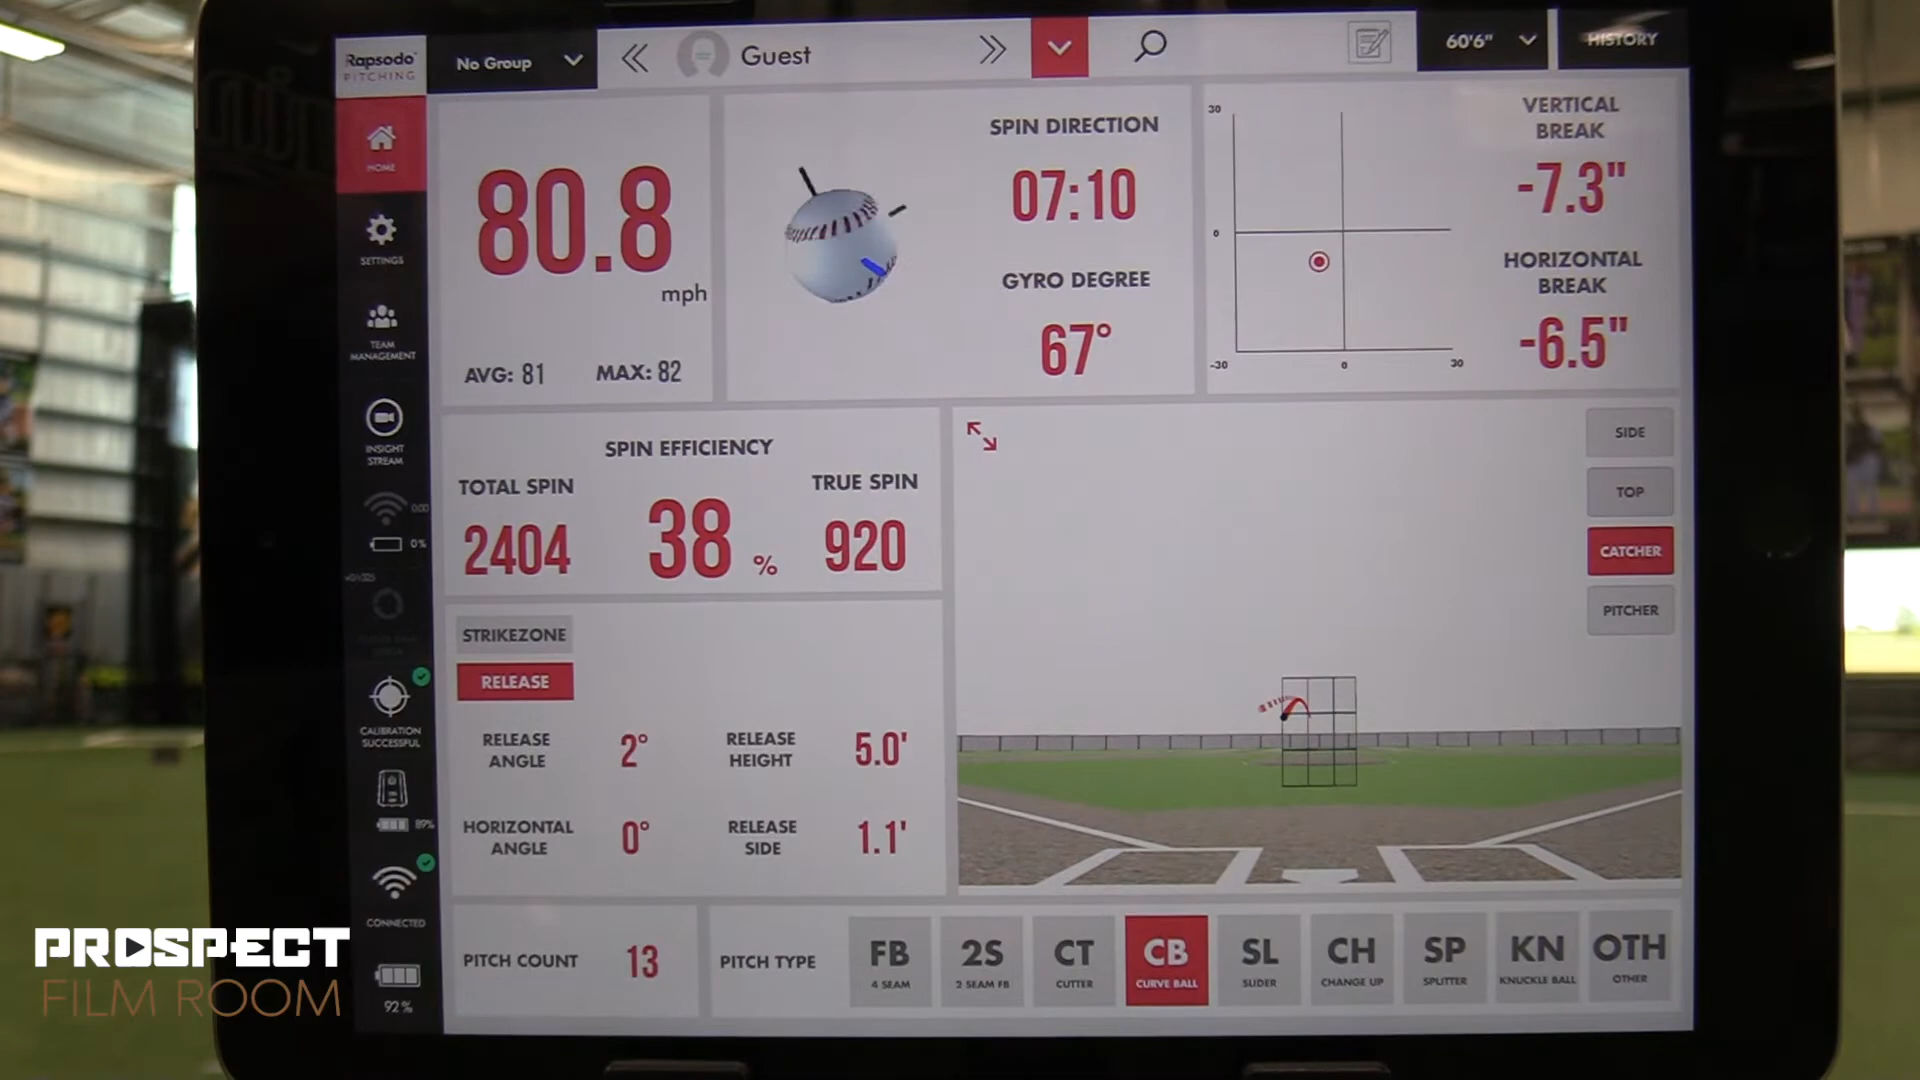 Rapsodo
PITCHING
No Group
Guest
60'6"
HISTORY
HOME
SETTINGS
TEAM
MANAGEMENT
INSIGHT
STREAM
0:00
0%
CALIBRATION
SUCCESSFUL
89%
CONNECTED
92%
80.8
mph
AVG: 81
MAX: 82
SPIN DIRECTION
07:10
GYRO DEGREE
67°
30
0
-30
0
30
VERTICAL
BREAK
-7.3"
HORIZONTAL
BREAK
-6.5"
SPIN EFFICIENCY
TOTAL SPIN
2404
38 %
TRUE SPIN
920
STRIKEZONE
RELEASE
RELEASE
ANGLE
2°
RELEASE
HEIGHT
5.0'
HORIZONTAL
ANGLE
0°
RELEASE
SIDE
1.1'
SIDE
TOP
CATCHER
PITCHER
PITCH COUNT
13
PITCH TYPE
FB
4 SEAM
2S
2 SEAM FB
CT
CUTTER
CB
CURVE BALL
SL
SLIDER
CH
CHANGE UP
SP
SPLITTER
KN
KNUCKLE BALL
OTH
OTHER
PROSPECT
FILM ROOM